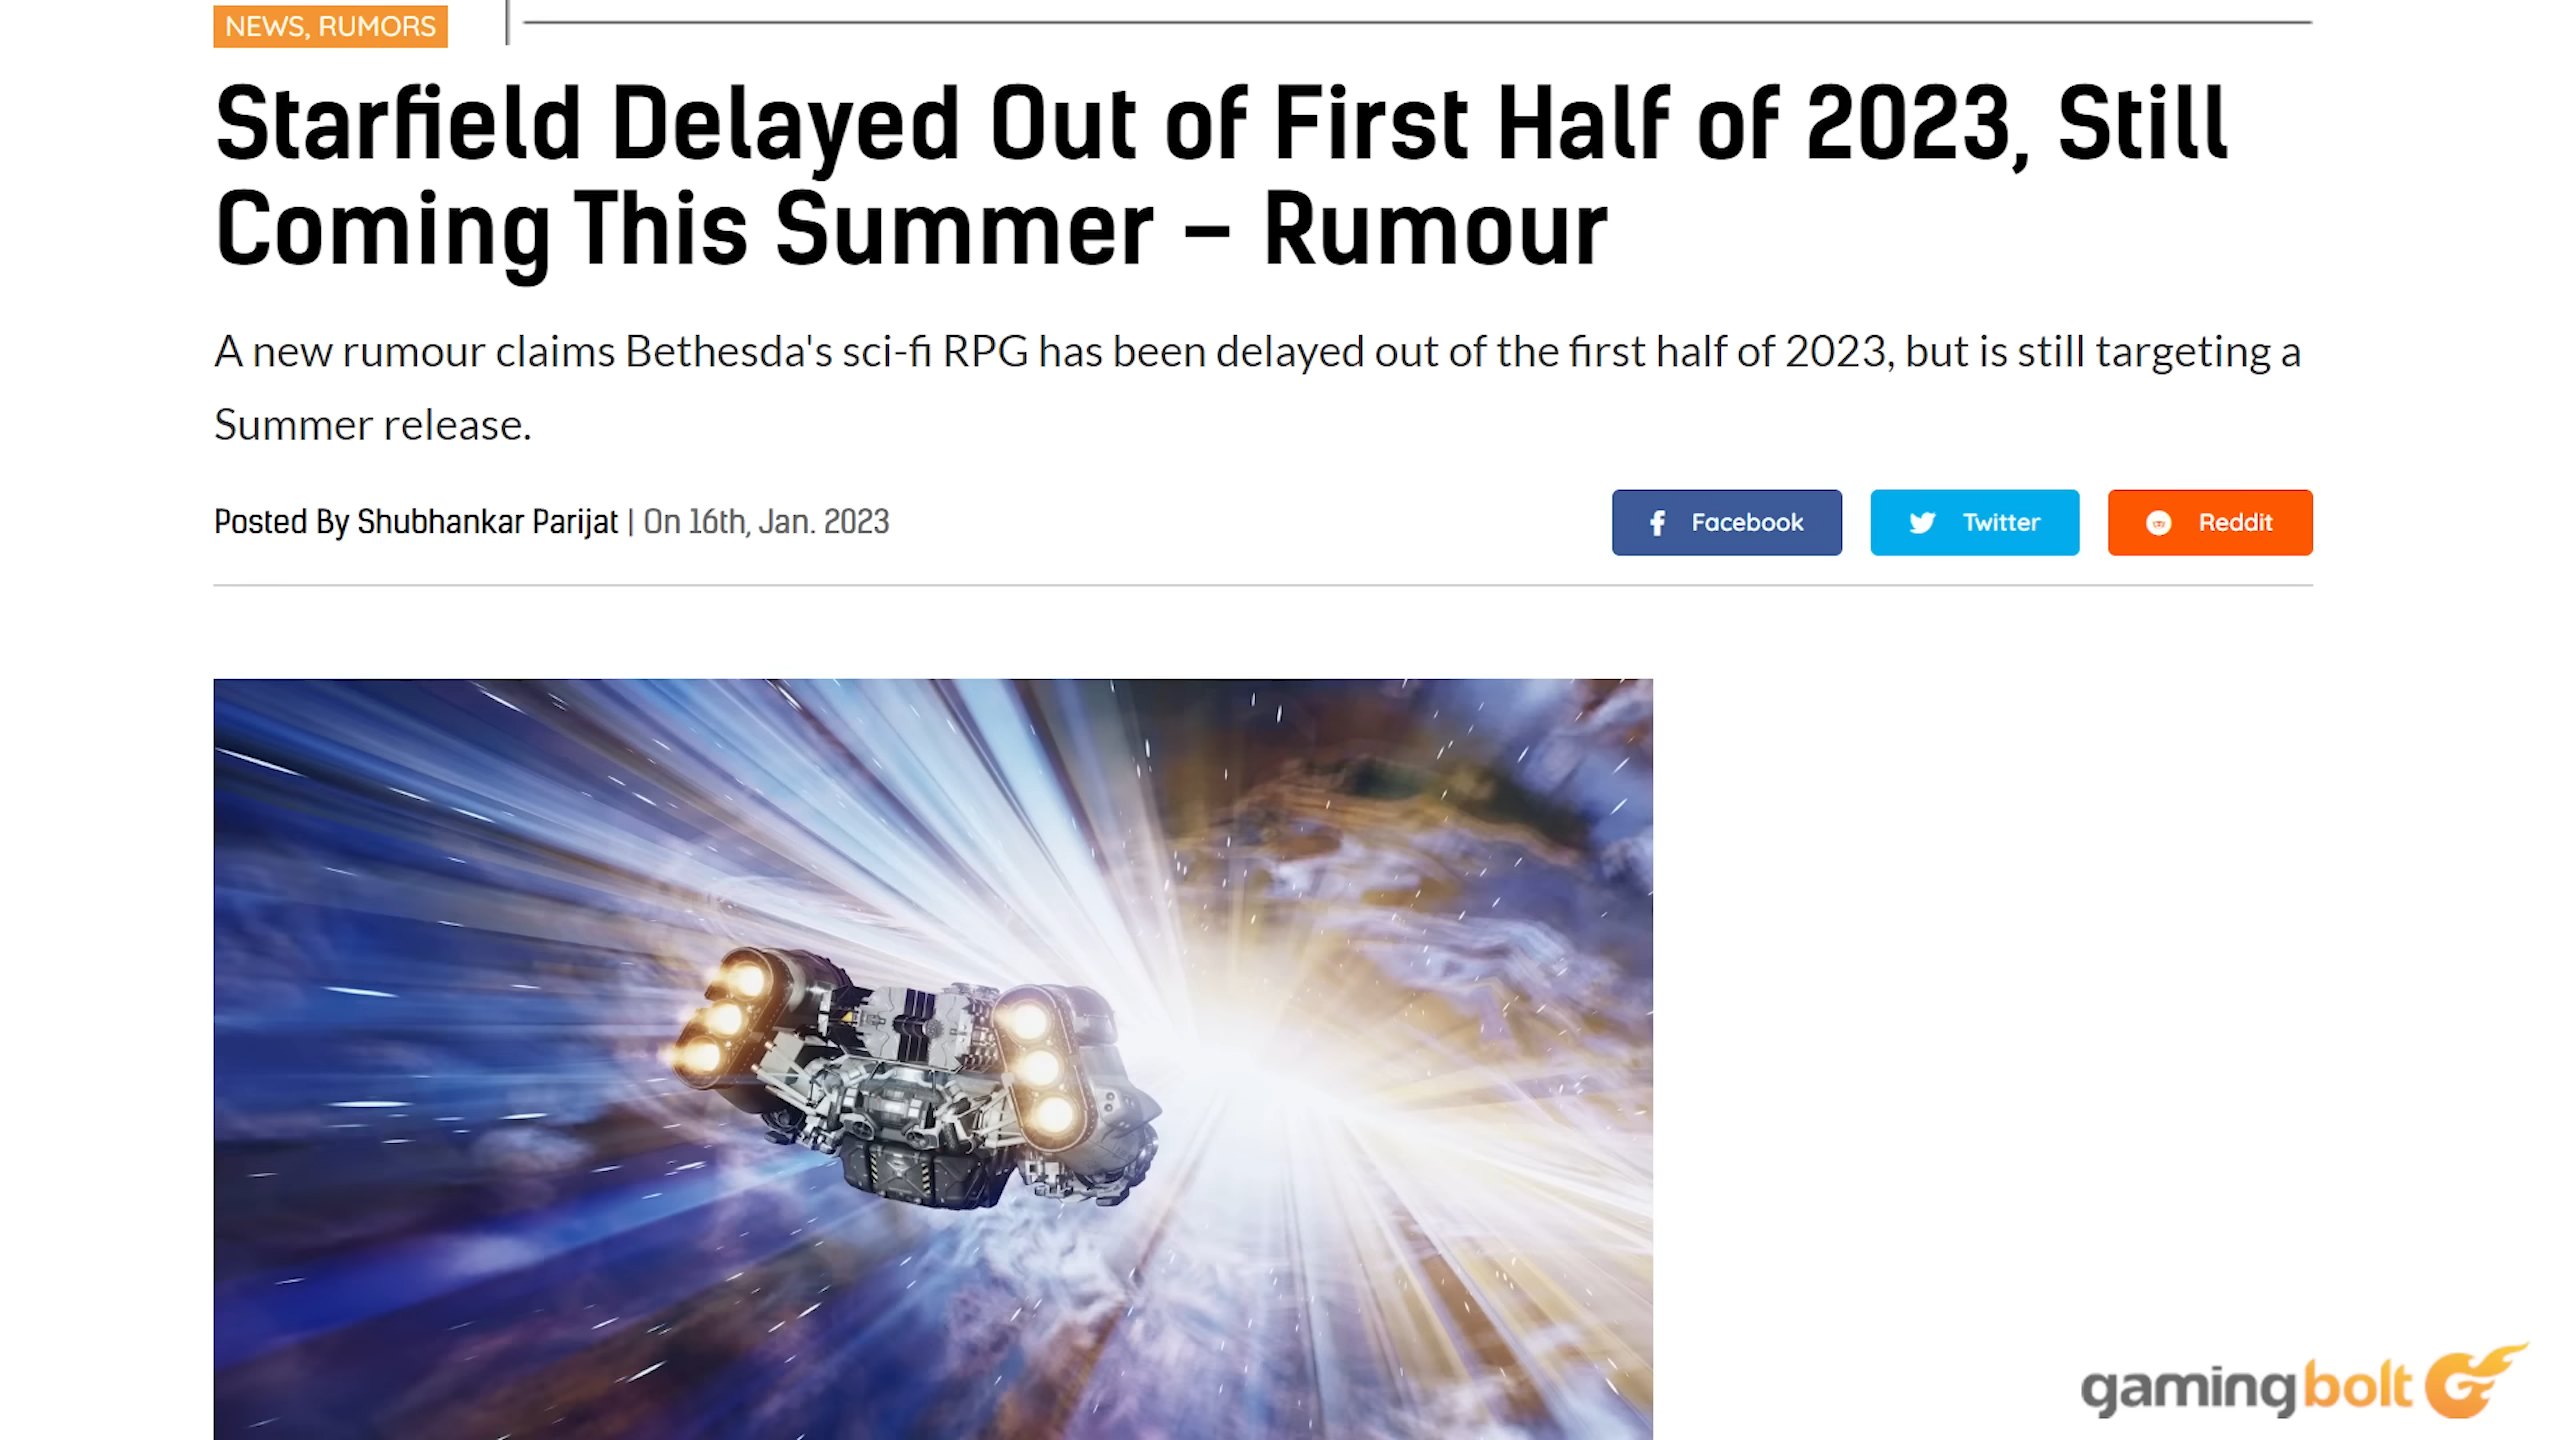 NEWS, RUMORS
Starfield Delayed Out of First Half of 2023, Still
Coming This Summer – Rumour
A new rumour claims Bethesda's sci-fi RPG has been delayed out of the first half of 2023, but is still targeting a
Summer release.
Posted By Shubhankar Parijat | On 16th, Jan. 2023
Facebook
Twitter
Reddit
gamingbolt